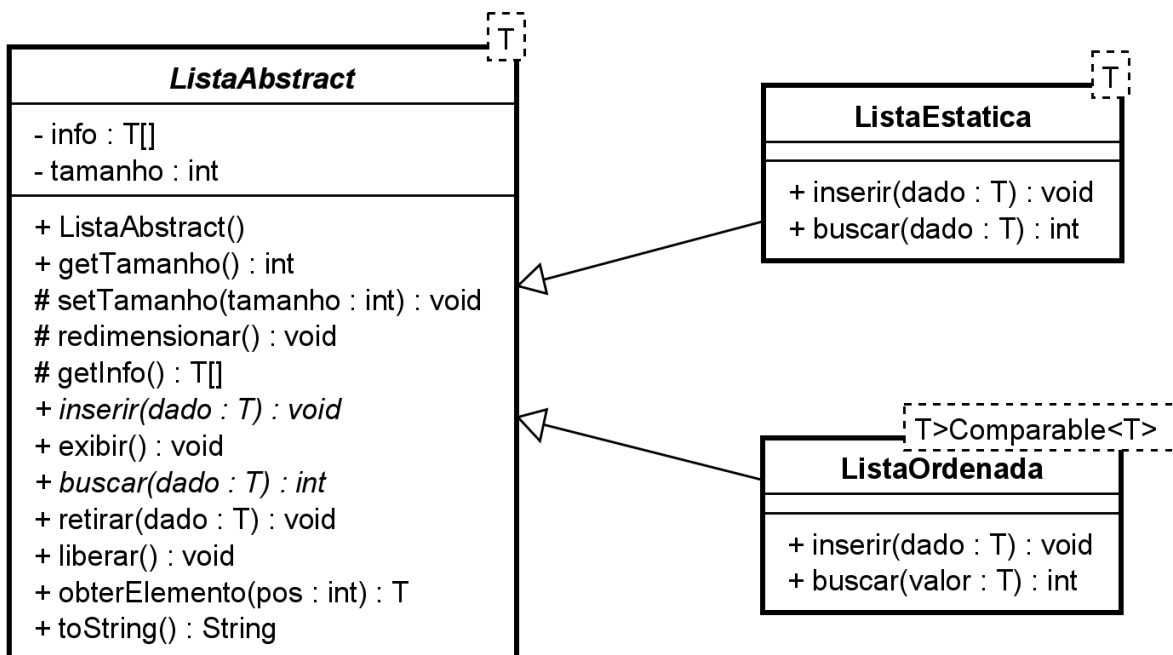 T
ListaAbstract
- info : T[]
- tamanho : int
+ ListaAbstract()
+ getTamanho() : int
# setTamanho(tamanho : int) : void
# redimensionar() : void
# getInfo() : T[]
+ inserir(dado : T) : void
+ exibir() : void
+ buscar(dado : T) : int
+ retirar(dado : T) : void
+ liberar() : void
+ obterElemento(pos : int) : T
+ toString() : String
T
ListaEstatica
+ inserir(dado : T) : void
+ buscar(dado : T) : int
T>Comparable<T>
ListaOrdenada
+ inserir(dado : T) : void
+ buscar(valor : T) : int